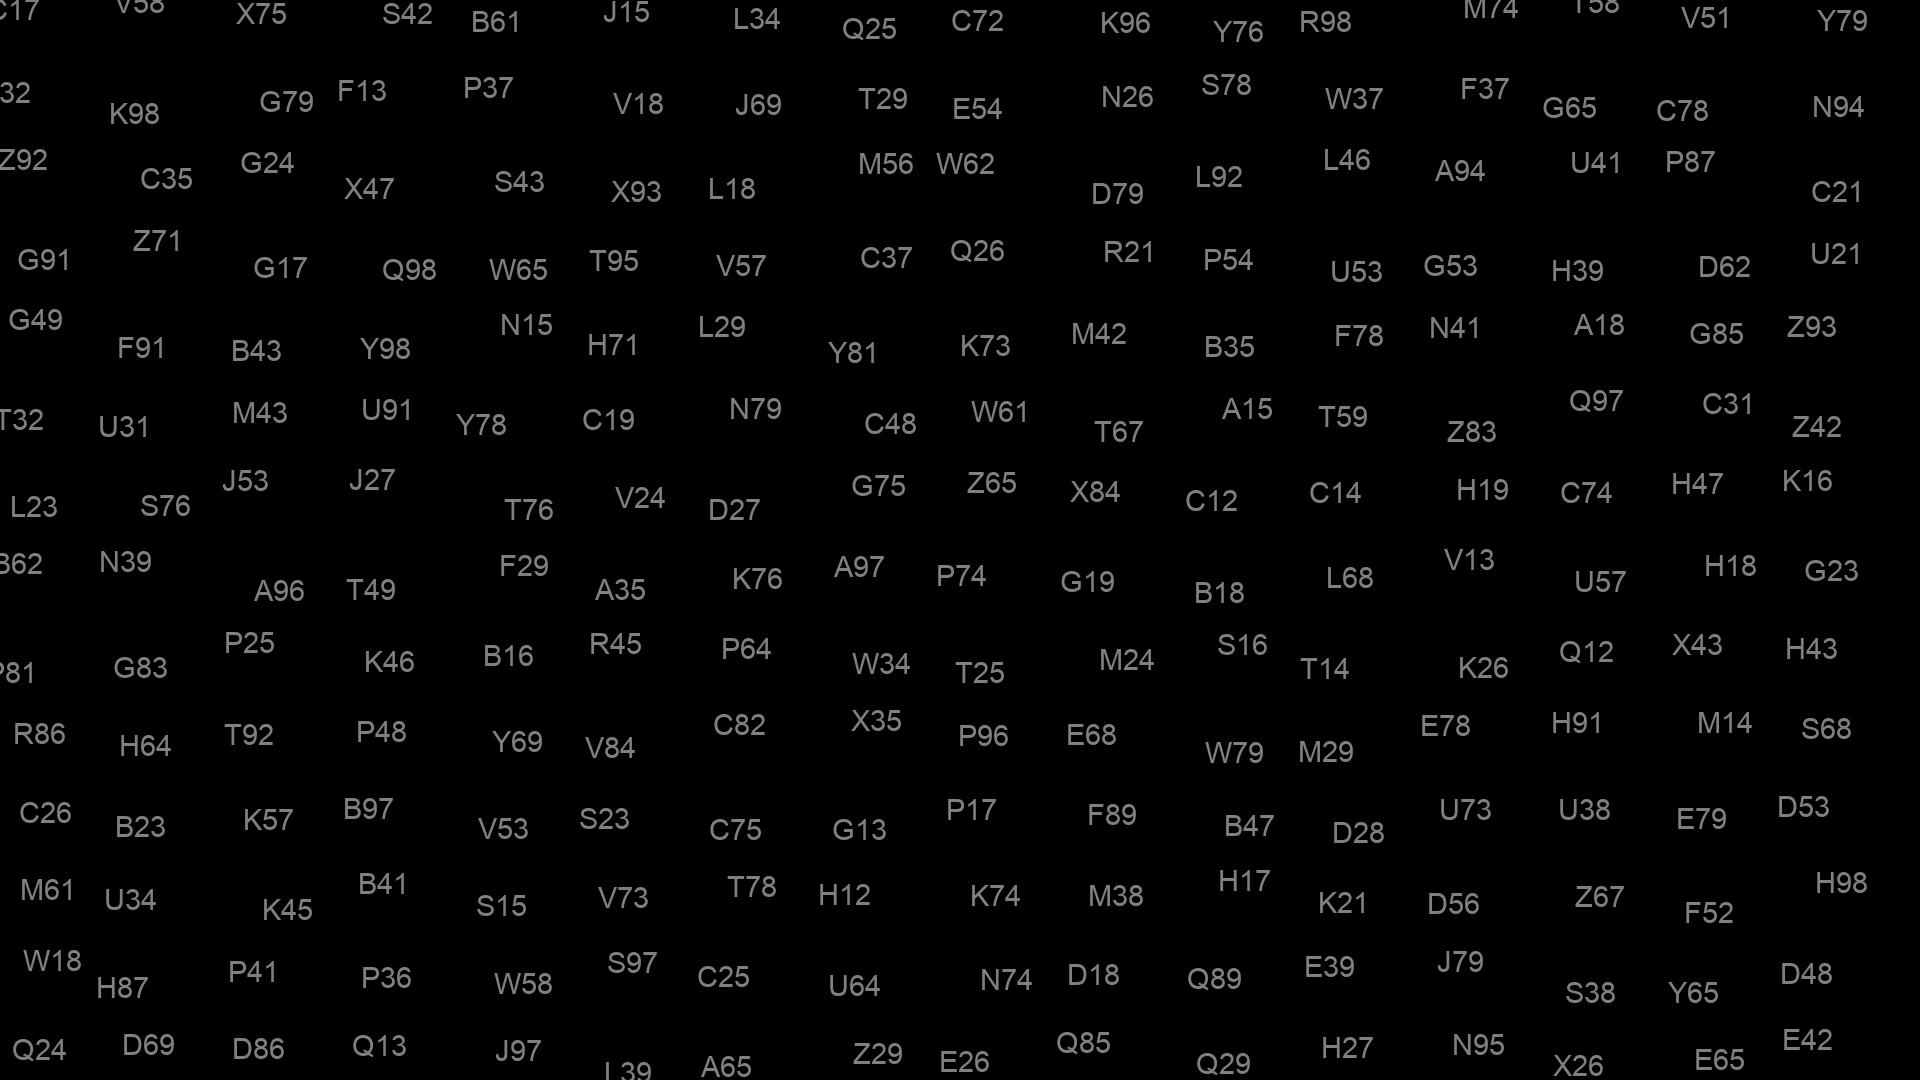 C17 V58 X75 S42 B61 J15 L34 Q25 C72 K96 Y76 R98 M74 T58 V51 Y79
32 K98 G79 F13 P37 V18 J69 T29 E54 N26 S78 W37 F37 G65 C78 N94
Z92 C35 G24 X47 S43 X93 L18 M56 W62 D79 L92 L46 A94 U41 P87 C21
G91 Z71 G17 Q98 W65 T95 V57 C37 Q26 R21 P54 U53 G53 H39 D62 U21
G49 F91 B43 Y98 N15 H71 L29 Y81 K73 M42 B35 F78 N41 A18 G85 Z93
T32 U31 M43 U91 Y78 C19 N79 C48 W61 T67 A15 T59 Z83 Q97 C31 Z42
L23 S76 J53 J27 T76 V24 D27 G75 Z65 X84 C12 C14 H19 C74 H47 K16
B62 N39 A96 T49 F29 A35 K76 A97 P74 G19 B18 L68 V13 U57 H18 G23
P81 G83 P25 K46 B16 R45 P64 W34 T25 M24 S16 T14 K26 Q12 X43 H43
R86 H64 T92 P48 Y69 V84 C82 X35 P96 E68 W79 M29 E78 H91 M14 S68
C26 B23 K57 B97 V53 S23 C75 G13 P17 F89 B47 D28 U73 U38 E79 D53
M61 U34 K45 B41 S15 V73 T78 H12 K74 M38 H17 K21 D56 Z67 F52 H98
W18 H87 P41 P36 W58 S97 C25 U64 N74 D18 Q89 E39 J79 S38 Y65 D48
Q24 D69 D86 Q13 J97 L39 A65 Z29 E26 Q85 Q29 H27 N95 X26 E65 E42